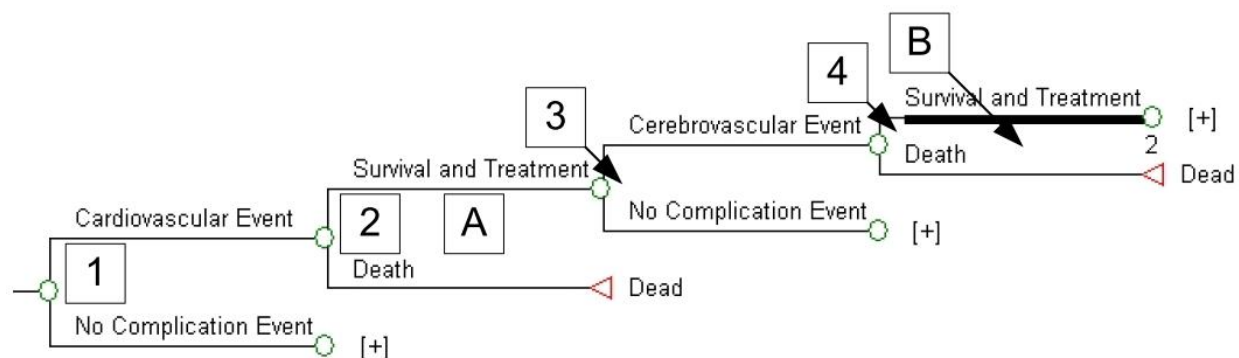 B
4
Survival and Treatment
3
Cerebrovascular Event
[+]
2
Death
Dead
Survival and Treatment
No Complication Event
[+]
Cardiovascular Event
2
A
Death
Dead
1
No Complication Event
[+]